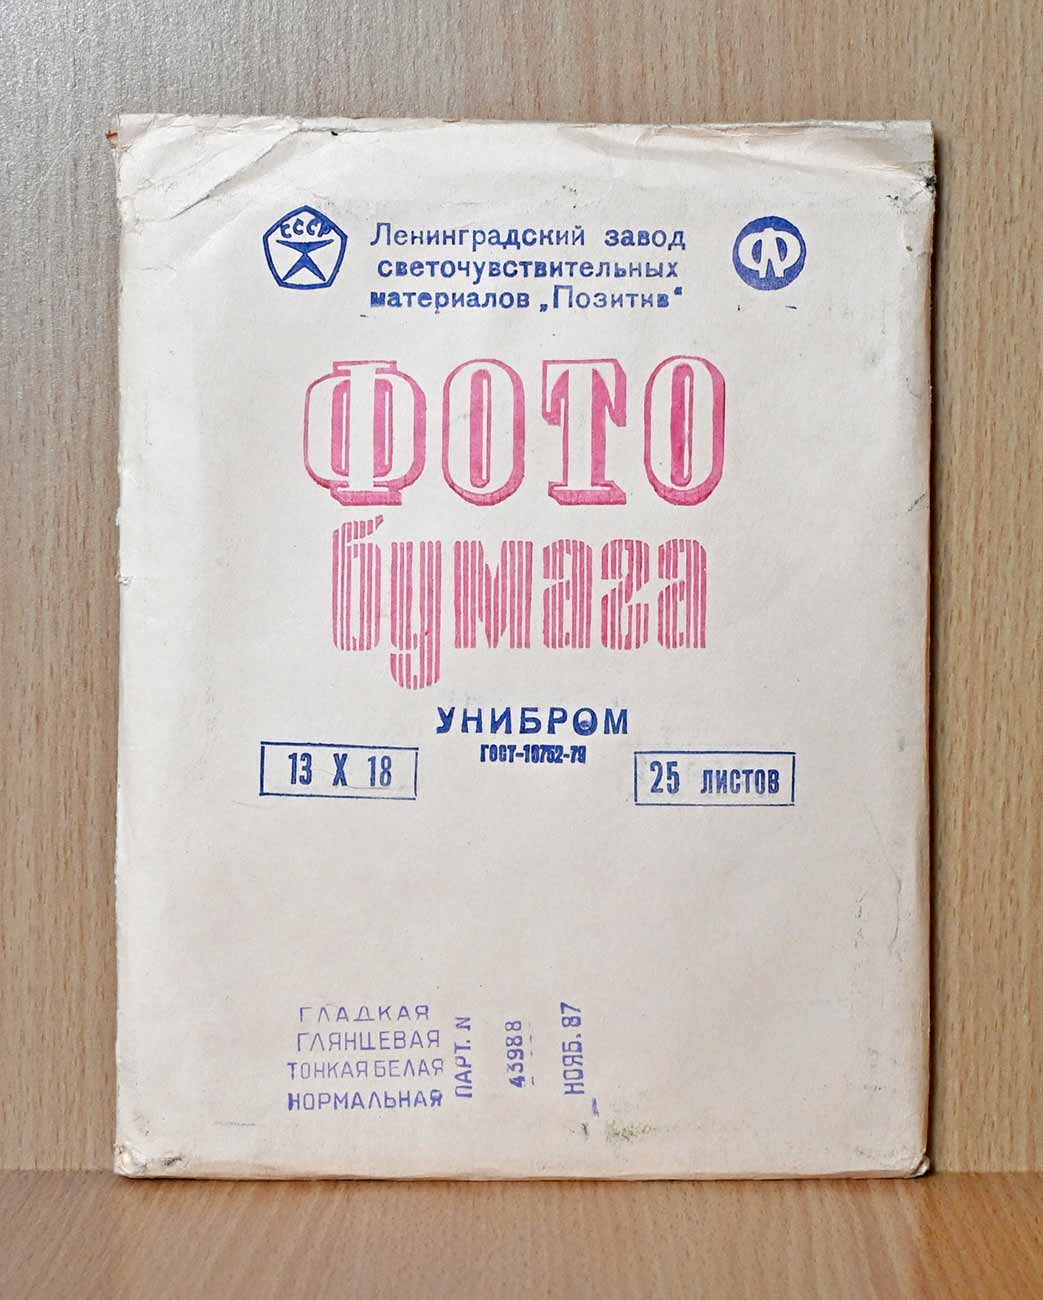 СССР
Ленинградский завод
светочувствительных
материалов „Позитив"
ФОТО
бумага
УНИБРОМ
ГОСТ-10752-79
13 X 18
25 листов
ГЛАДКАЯ
ГЛЯНЦЕВАЯ
ТОНКАЯ БЕЛАЯ
НОРМАЛЬНАЯ
ПАРТ. N
43988
НОЯБ. 87